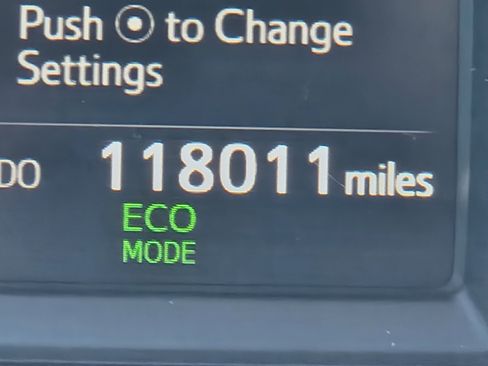 Push ⊙ to Change
Settings
DO
118011 miles
ECO
MODE